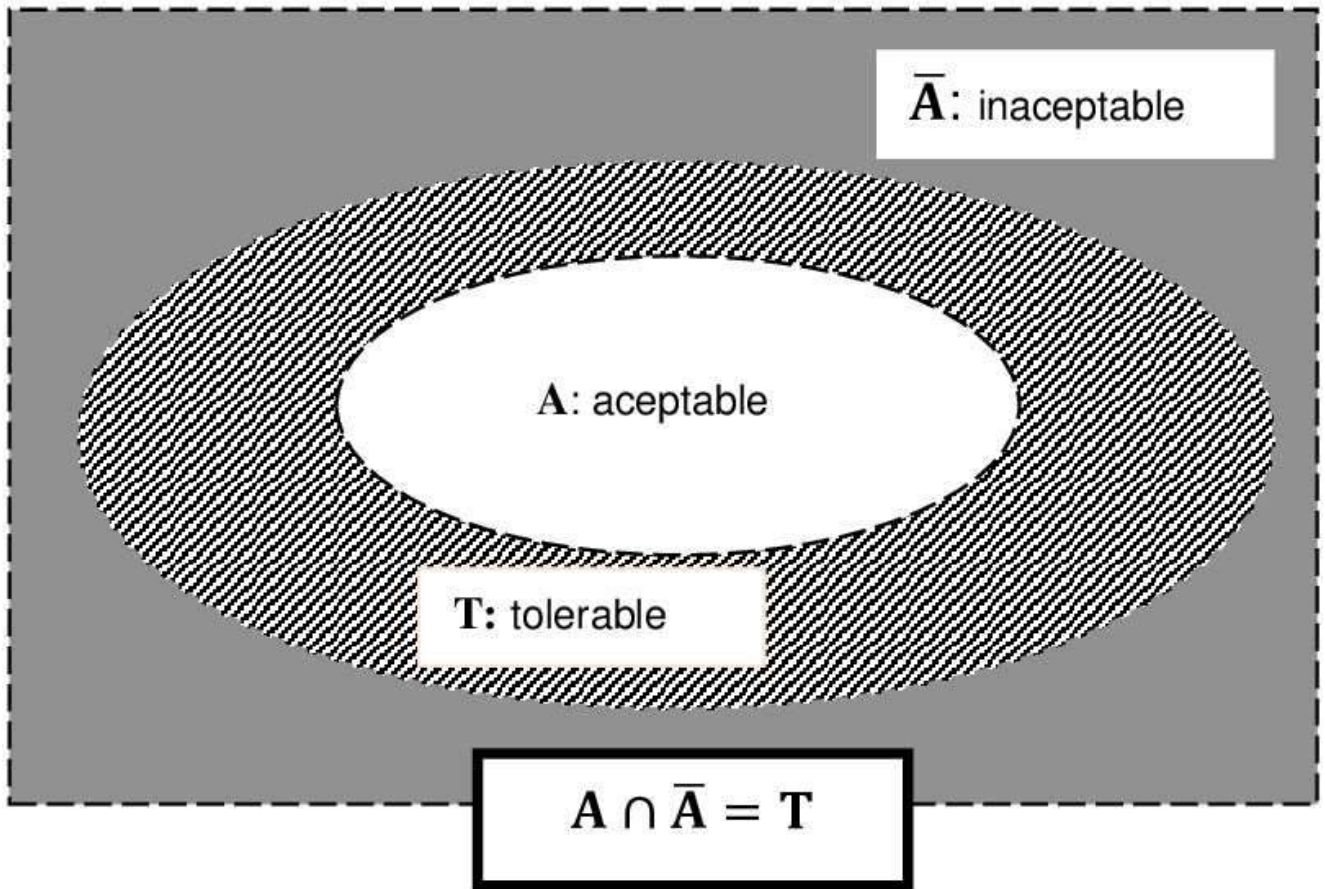 A̅: inaceptable
A: aceptable
T: tolerable
A ∩ A̅ = T